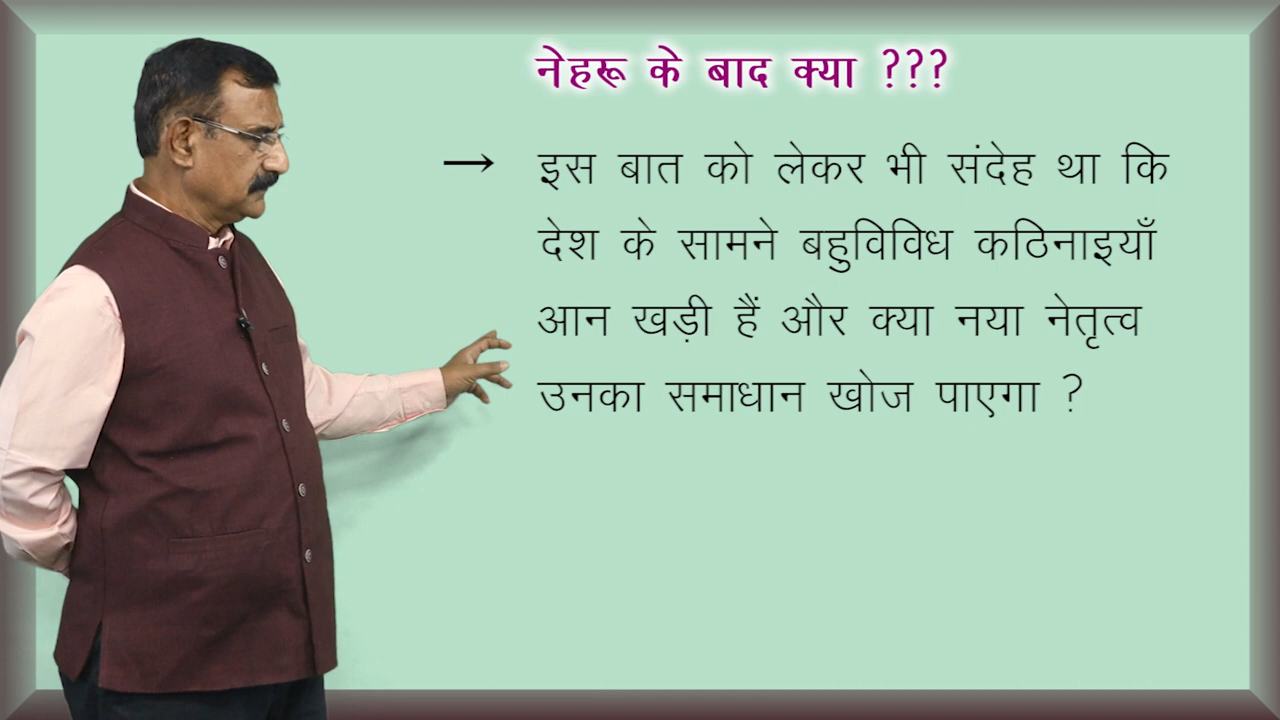 नेहरू के बाद क्या ???
→ इस बात को लेकर भी संदेह था कि
देश के सामने बहुविविध कठिनाइयाँ
आन खड़ी हैं और क्या नया नेतृत्व
उनका समाधान खोज पाएगा ?